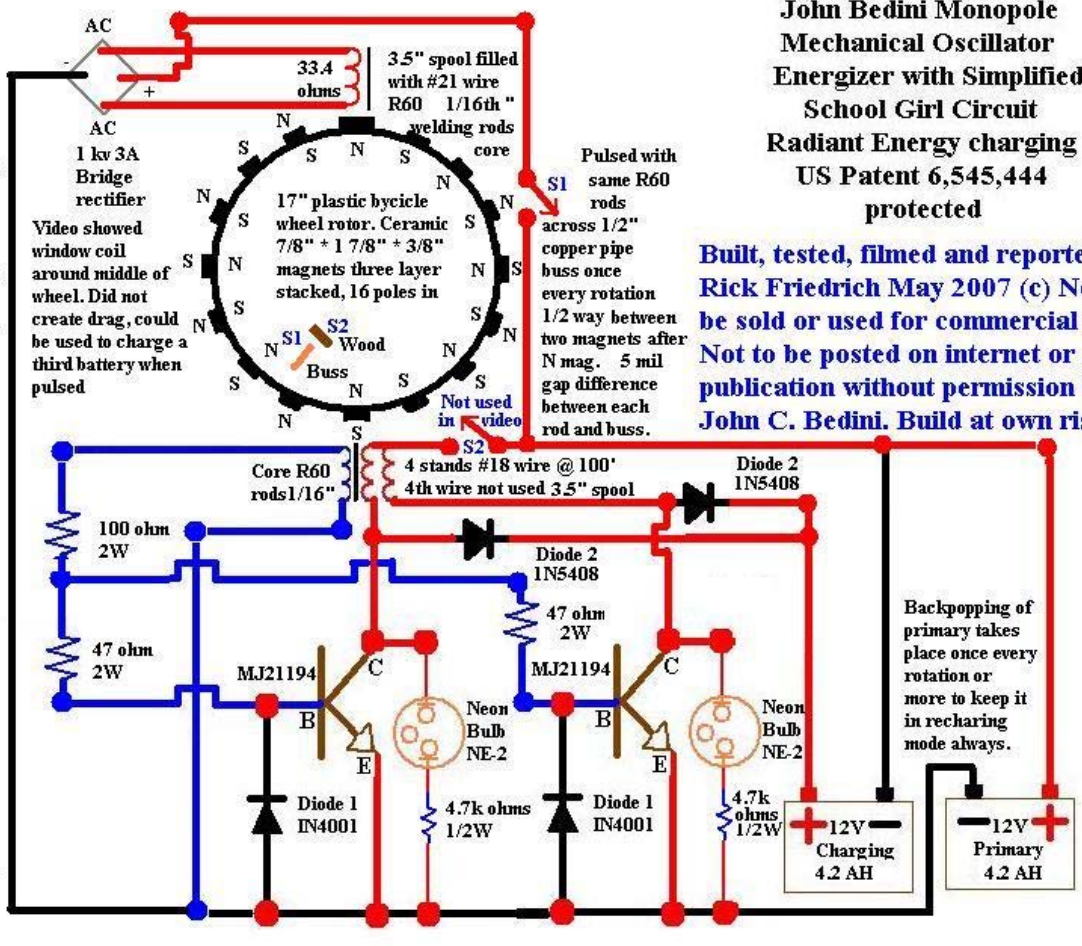 John Bedini Monopole
Mechanical Oscillator
Energizer with Simplified
School Girl Circuit
Radiant Energy charging
US Patent 6,545,444
protected
Built, tested, filmed and reporte
Rick Friedrich May 2007 (c) No
be sold or used for commercial
Not to be posted on internet or
publication without permission
John C. Bedini. Build at own ris
AC
-
+
AC
1 kv 3A
Bridge
rectifier
33.4
ohms
3.5" spool filled
with #21 wire
R60 1/16th "
welding rods
core
Video showed
window coil
around middle of
wheel. Did not
create drag, could
be used to charge a
third battery when
pulsed
17" plastic bycicle
wheel rotor. Ceramic
7/8" * 1 7/8" * 3/8"
magnets three layer
stacked, 16 poles in
N
S
N
S
N
S
N
S
N
S
N
S
N
S
N
S
N
S
N
S
N
S
N
S
N
S
N
S
S1
S2
Wood
Buss
S1
Pulsed with
same R60
rods
across 1/2"
copper pipe
buss once
every rotation
1/2 way between
two magnets after
N mag. 5 mil
gap difference
between each
rod and buss.
Not used
in video
S2
Core R60
rods1/16"
4 stands #18 wire @ 100'
4th wire not used 3.5" spool
Diode 2
1N5408
Diode 2
1N5408
100 ohm
2W
47 ohm
2W
47 ohm
2W
MJ21194
B
C
E
Neon
Bulb
NE-2
MJ21194
B
C
E
Neon
Bulb
NE-2
Diode 1
IN4001
4.7k ohms
1/2W
Diode 1
IN4001
4.7k
ohms
1/2W
Backpopping of
primary takes
place once every
rotation or
more to keep it
in recharing
mode always.
+ 12V -
Charging
4.2 AH
- 12V +
Primary
4.2 AH